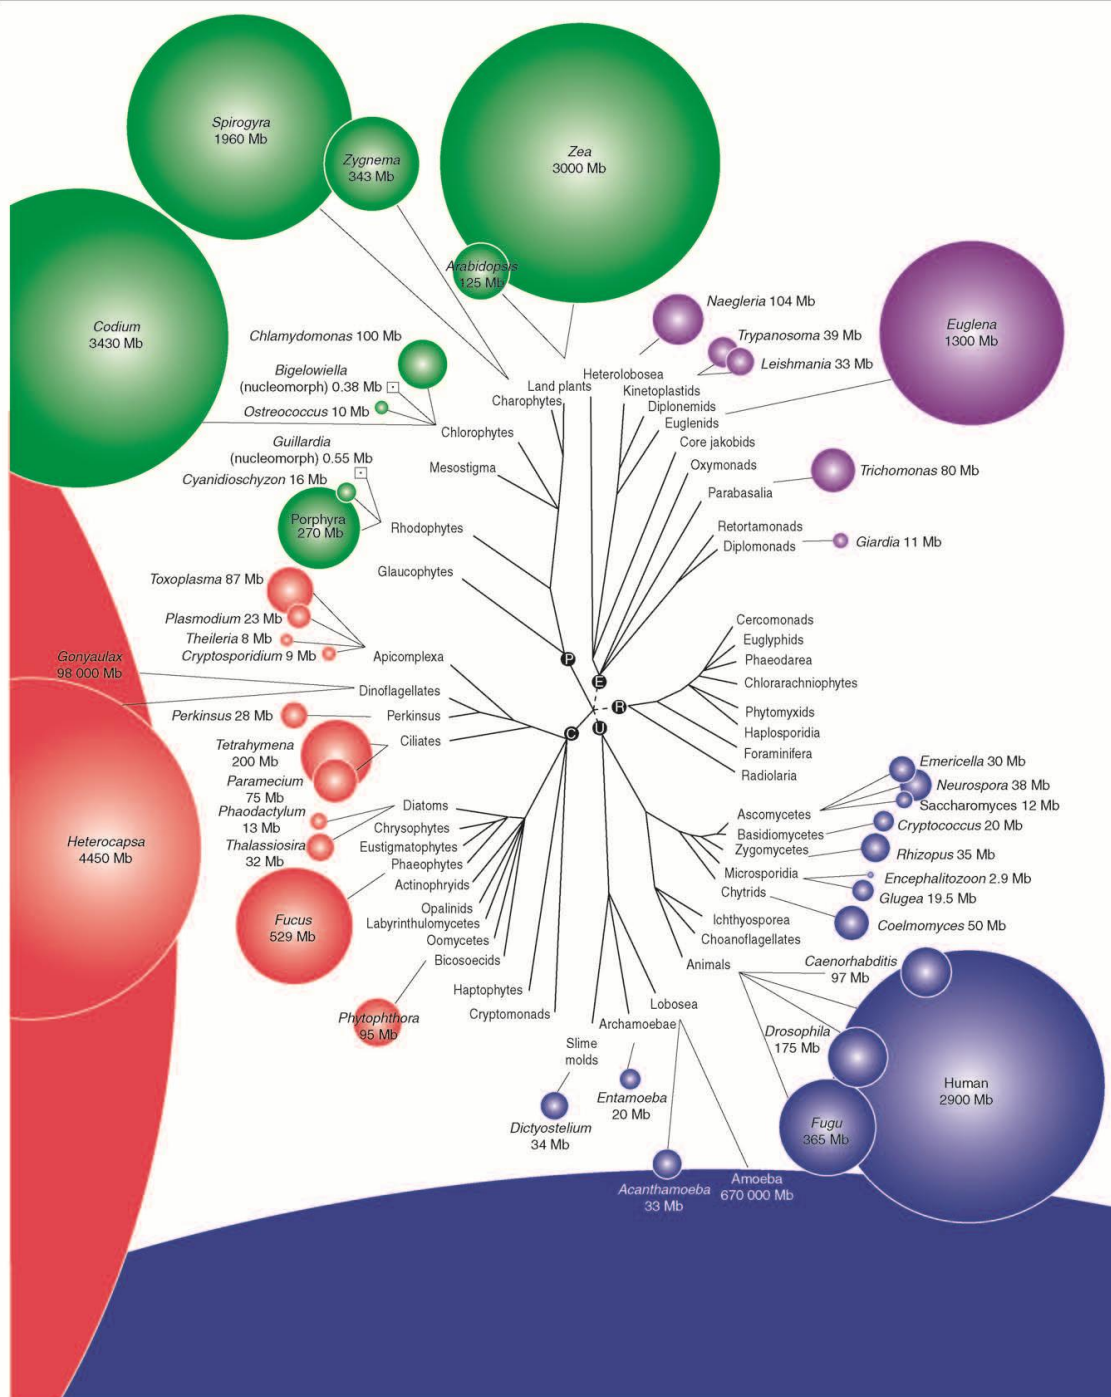 Spirogyra
1960 Mb
Zygnema
343 Mb
Zea
3000 Mb
Arabidopsis
125 Mb
Codium
3430 Mb
Chlamydomonas 100 Mb
Bigelowiella
(nucleomorph) 0.38 Mb
Ostreococcus 10 Mb
Guillardia
(nucleomorph) 0.55 Mb
Cyanidioschyzon 16 Mb
Porphyra
270 Mb
Naegleria 104 Mb
Trypanosoma 39 Mb
Leishmania 33 Mb
Euglena
1300 Mb
Trichomonas 80 Mb
Giardia 11 Mb
Heterolobosea
Land plants
Kinetoplastids
Charophytes
Diplonemids
Euglenids
Chlorophytes
Core jakobids
Mesostigma
Oxymonads
Parabasalia
Rhodophytes
Retortamonads
Diplomonads
Glaucophytes
Toxoplasma 87 Mb
Plasmodium 23 Mb
Theileria 8 Mb
Cryptosporidium 9 Mb
Gonyaulax
98 000 Mb
Apicomplexa
Dinoflagellates
Perkinsus 28 Mb
Perkinsus
Ciliates
Tetrahymena
200 Mb
Paramecium
75 Mb
Phaodactylum
13 Mb
Thalassiosira
32 Mb
Heterocapsa
4450 Mb
Fucus
529 Mb
Phytophthora
95 Mb
P
E
R
U
C
Cercomonads
Euglyphids
Phaeodarea
Chlorarachniophytes
Phytomyxids
Haplosporidia
Foraminifera
Radiolaria
Diatoms
Chrysophytes
Eustigmatophytes
Phaeophytes
Actinophryids
Opalinids
Labyrinthulomycetes
Oomycetes
Bicosoecids
Haptophytes
Cryptomonads
Ascomycetes
Basidiomycetes
Zygomycetes
Microsporidia
Chytrids
Ichthyosporea
Choanoflagellates
Animals
Lobosea
Archamoebae
Slime
molds
Emericella 30 Mb
Neurospora 38 Mb
Saccharomyces 12 Mb
Cryptococcus 20 Mb
Rhizopus 35 Mb
Encephalitozoon 2.9 Mb
Glugea 19.5 Mb
Coelmomyces 50 Mb
Caenorhabditis
97 Mb
Drosophila
175 Mb
Human
2900 Mb
Fugu
365 Mb
Entamoeba
20 Mb
Dictyostelium
34 Mb
Acanthamoeba
33 Mb
Amoeba
670 000 Mb